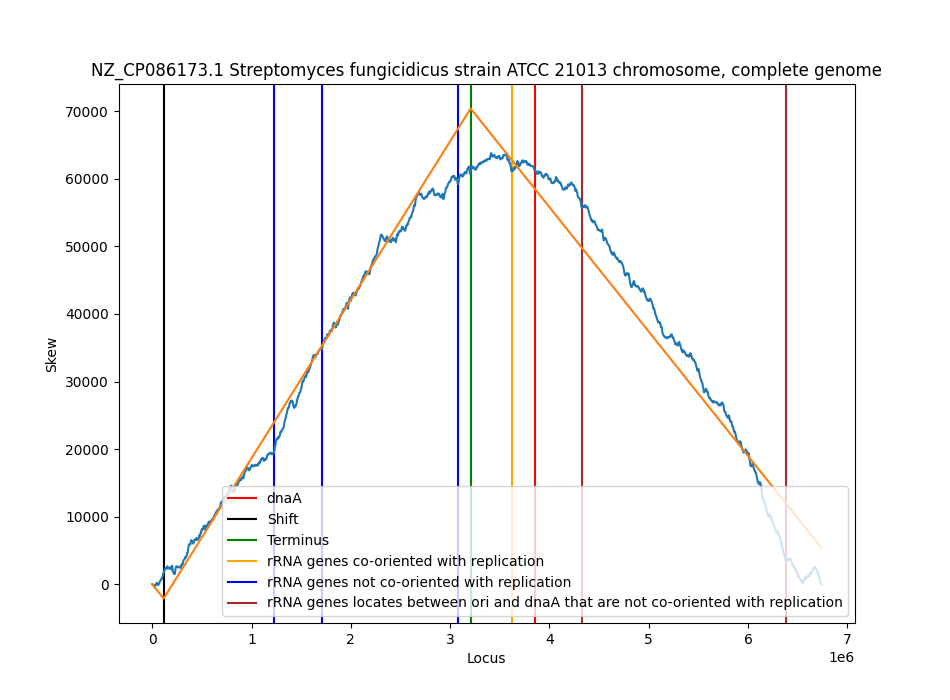 NZ_CP086173.1 Streptomyces fungicidicus strain ATCC 21013 chromosome, complete genome
70000
60000
50000
40000
30000
20000
10000
0
Skew
dnaA
Shift
Terminus
rRNA genes co-oriented with replication
rRNA genes not co-oriented with replication
rRNA genes locates between ori and dnaA that are not co-oriented with replication
0 1 2 3 4 5 6 7
1e6
Locus